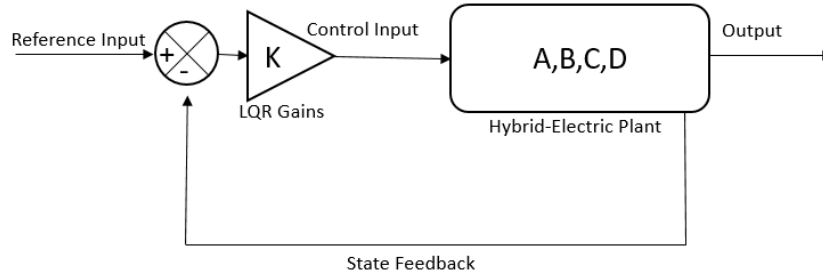 Reference Input
+
-
K
LQR Gains
Control Input
A,B,C,D
Hybrid-Electric Plant
Output
State Feedback